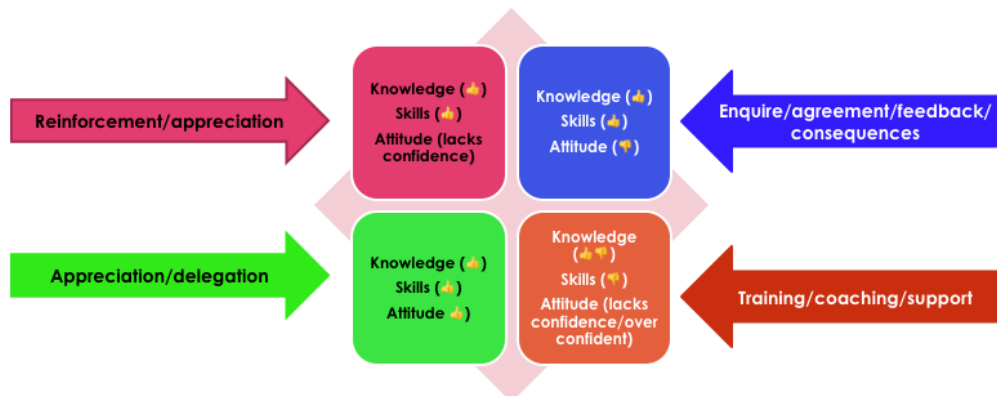 Reinforcement/appreciation
Knowledge (👍)
Skills (👍)
Attitude (lacks
confidence)
Knowledge (👍)
Skills (👍)
Attitude (👎)
Enquire/agreement/feedback/
consequences
Appreciation/delegation
Knowledge (👍)
Skills (👍)
Attitude 👍)
Knowledge
(👍👎)
Skills (👎)
Attitude (lacks
confidence/over
confident)
Training/coaching/support